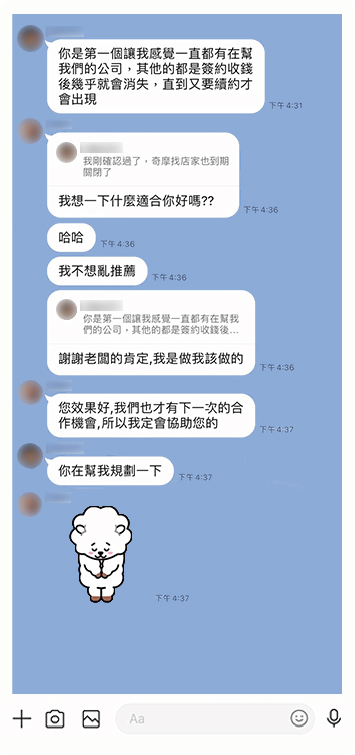 你是第一個讓我感覺一直都有在幫
我們的公司，其他的都是簽約收錢
後幾乎就會消失，直到又要續約才
會出現
下午4:31
我剛確認過了，奇摩找店家也到期
關閉了
我想一下什麼適合你好嗎??
下午4:36
哈哈
下午4:36
我不想亂推薦
下午4:36
你是第一個讓我感覺一直都有在幫我
們的公司，其他的都是簽約收錢後...
謝謝老闆的肯定,我是做我該做的
下午4:36
您效果好,我們也才有下一次的合
作機會,所以我定會協助您的
下午4:37
你在幫我規劃一下
下午4:37
下午4:37
Aa